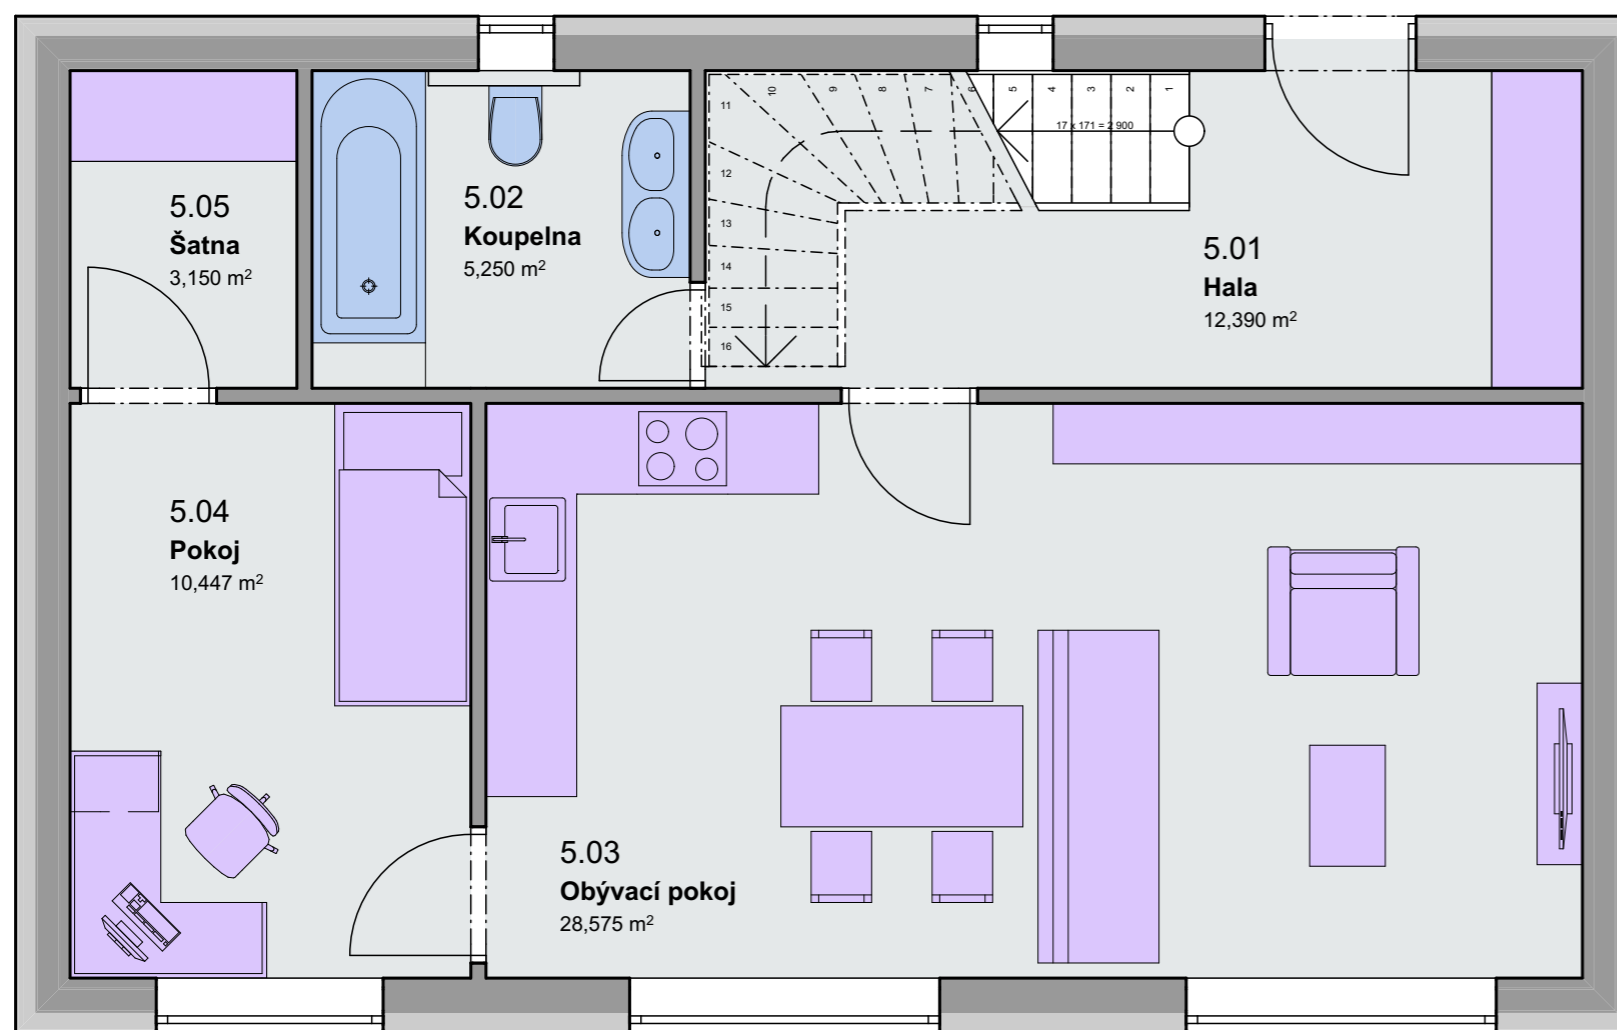 11
10
9
8
7
6
5
4
3
2
1
17 x 171 = 2 900
12
13
14
15
16
5.05
Šatna
3,150 m²
5.02
Koupelna
5,250 m²
5.01
Hala
12,390 m²
5.04
Pokoj
10,447 m²
5.03
Obývací pokoj
28,575 m²